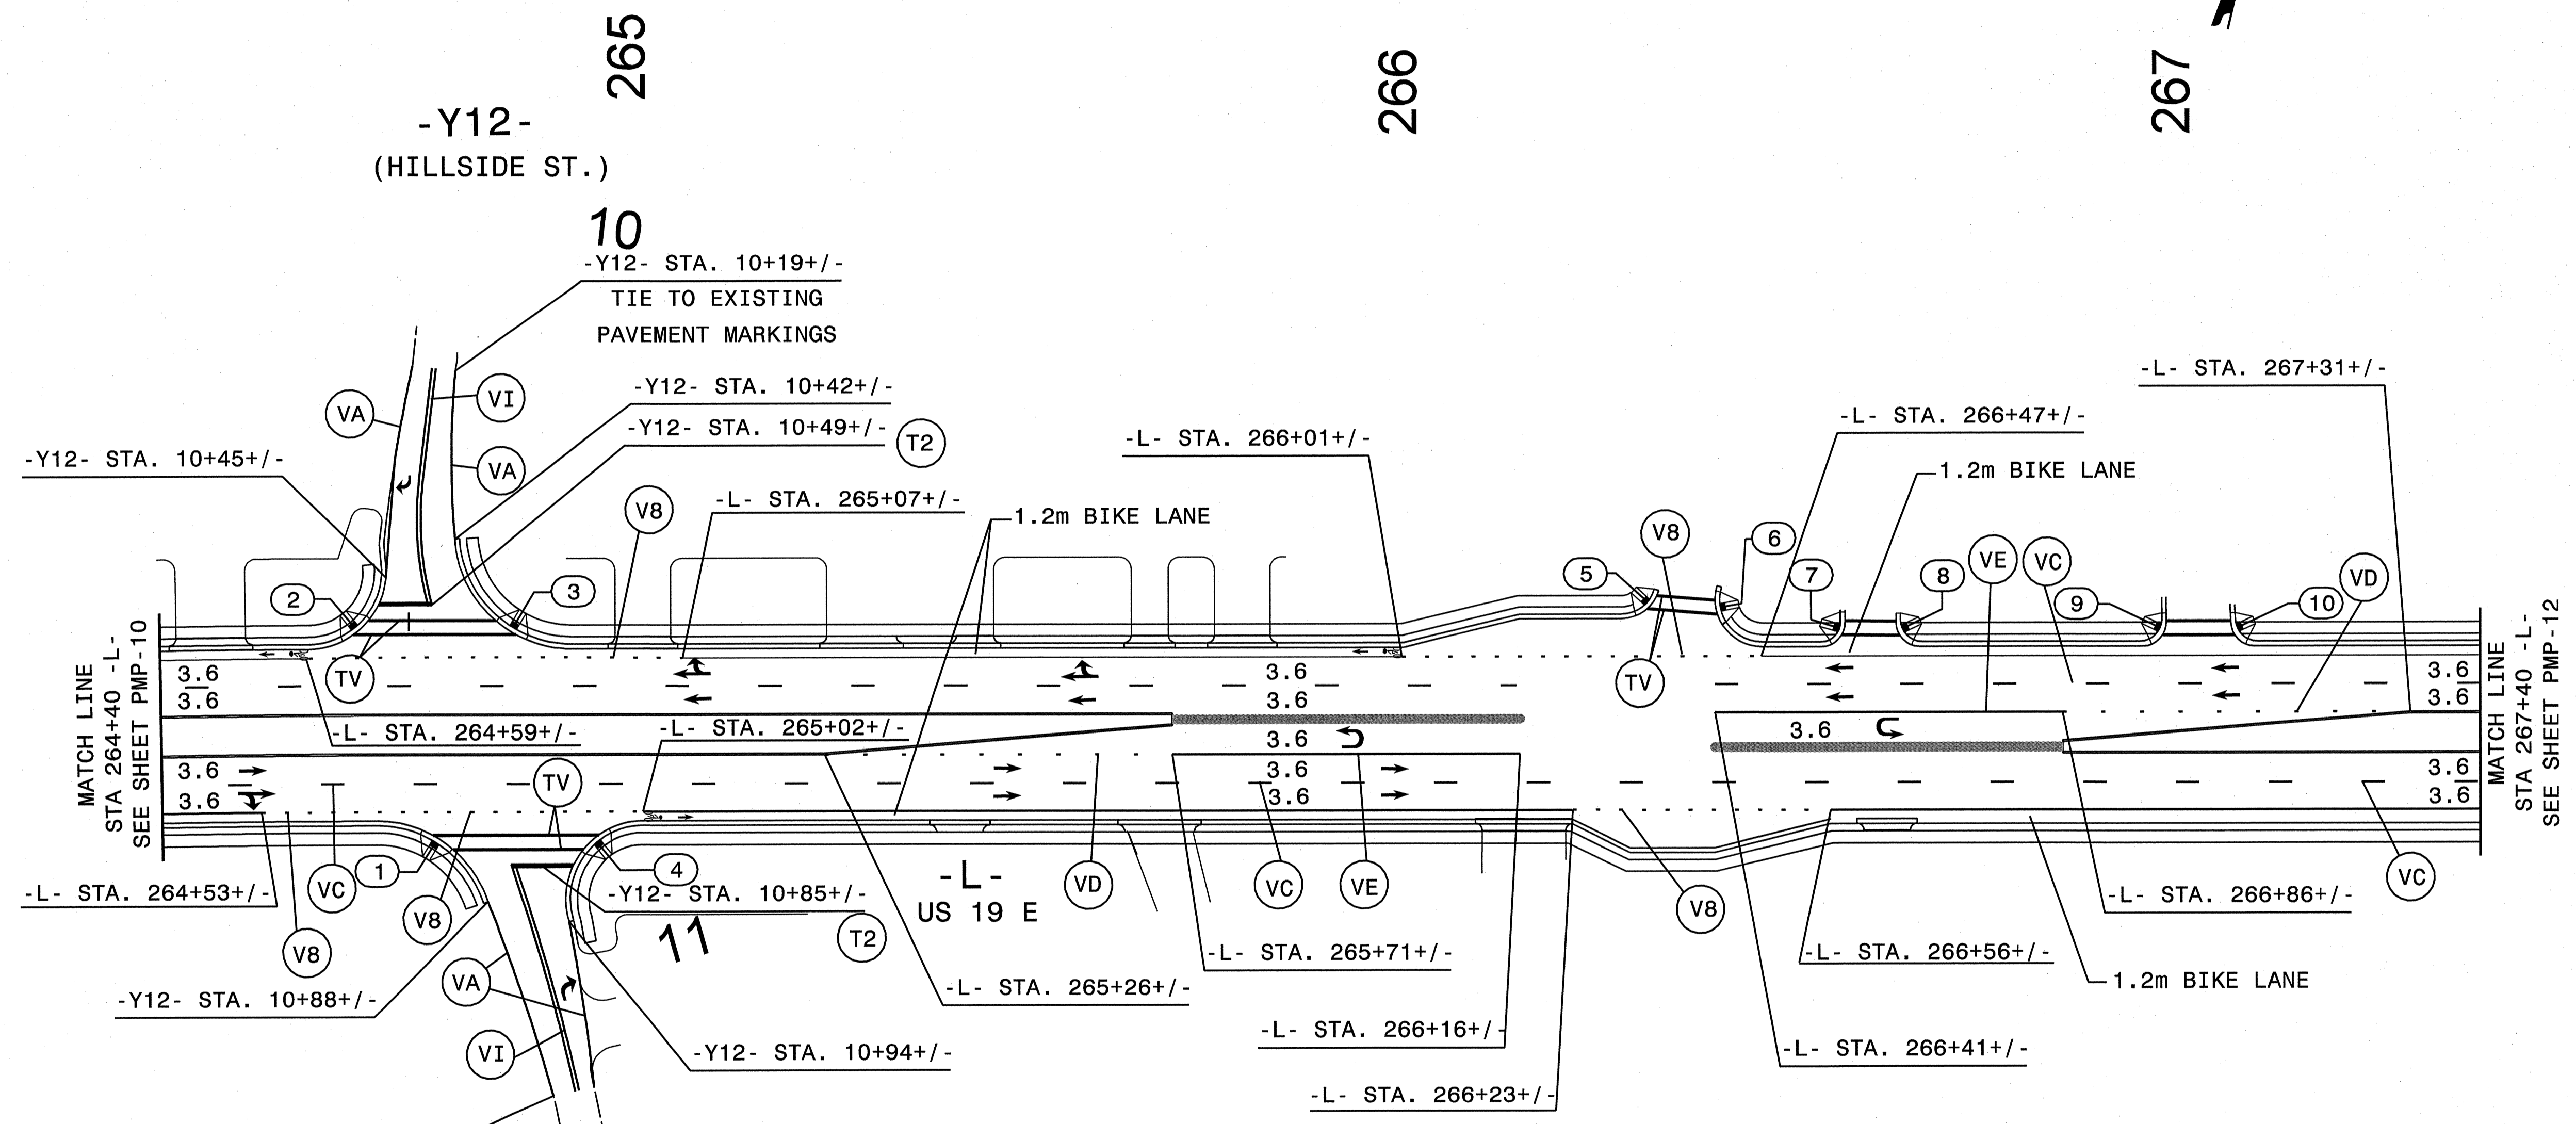 265
266
267
-Y12-
(HILLSIDE ST.)
10
-Y12- STA. 10+19+/-
TIE TO EXISTING
PAVEMENT MARKINGS
-Y12- STA. 10+42+/-
-Y12- STA. 10+49+/-
T2
VA
VI
VA
-Y12- STA. 10+45+/-
-L- STA. 266+01+/-
-L- STA. 267+31+/-
-L- STA. 266+47+/-
1.2m BIKE LANE
V8
-L- STA. 265+07+/-
1.2m BIKE LANE
V8
2
3
5
6
7
8
VE
VC
9
10
VD
TV
TV
MATCH LINE
STA 264+40 -L-
SEE SHEET PMP-10
3.6
3.6
3.6
3.6
3.6
3.6
-L- STA. 264+59+/-
-L- STA. 265+02+/-
3.6
3.6
3.6
3.6
3.6
TV
3.6
3.6
3.6
3.6
MATCH LINE
STA 267+40 -L-
SEE SHEET PMP-12
1
4
-L- STA. 264+53+/-
VC
V8
V8
-Y12- STA. 10+85+/-
T2
11
-L-
US 19 E
VD
VC
VE
V8
-L- STA. 266+86+/-
VC
-L- STA. 265+71+/-
-L- STA. 266+56+/-
1.2m BIKE LANE
VA
-Y12- STA. 10+88+/-
-L- STA. 265+26+/-
-L- STA. 266+16+/-
VI
-Y12- STA. 10+94+/-
-L- STA. 266+41+/-
-L- STA. 266+23+/-